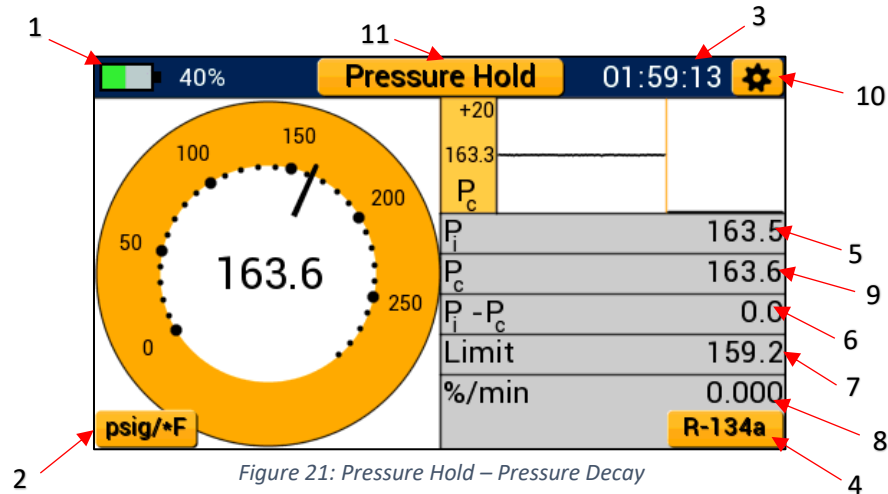 1
11
3
40%
Pressure Hold
01:59:13
10
+20
163.3
Pc
0
50
100
150
200
250
163.6
Pi 163.5
5
Pc 163.6
9
Pi -Pc 0.0
6
Limit 159.2
7
%/min 0.000
8
psig/*F
R-134a
2
4
Figure 21: Pressure Hold – Pressure Decay